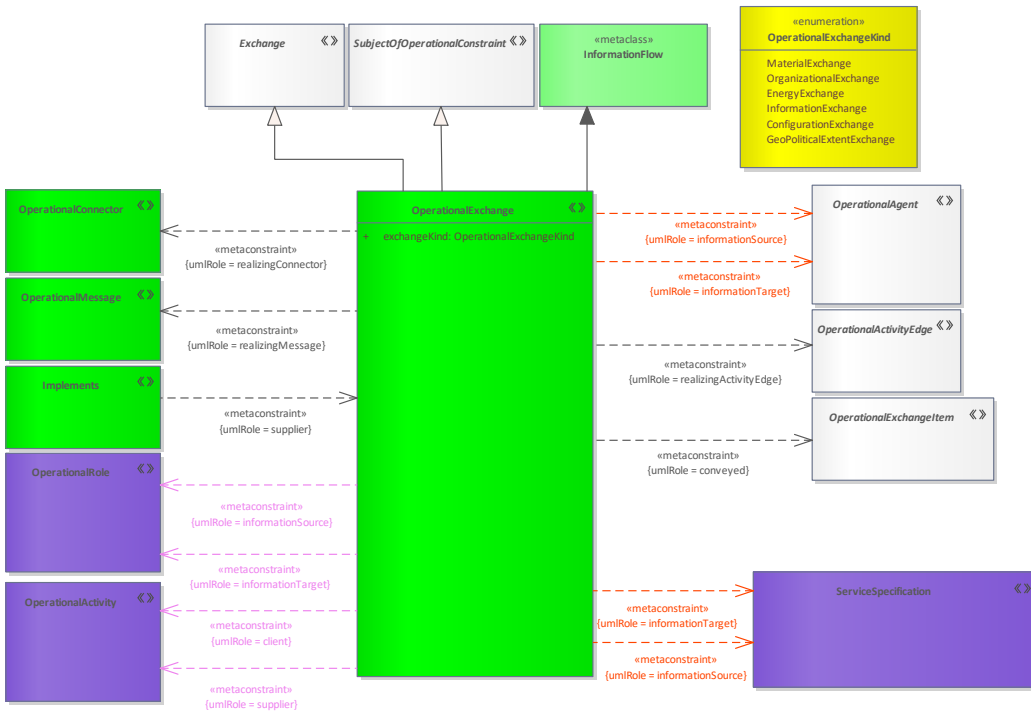 Exchange
SubjectOfOperationalConstraint
«metaclass»
InformationFlow
«enumeration»
OperationalExchangeKind
MaterialExchange
OrganizationalExchange
EnergyExchange
InformationExchange
ConfigurationExchange
GeoPoliticalExtentExchange
OperationalConnector
«metaconstraint»
{umlRole = realizingConnector}
OperationalMessage
«metaconstraint»
{umlRole = realizingMessage}
Implements
«metaconstraint»
{umlRole = supplier}
OperationalRole
«metaconstraint»
{umlRole = informationSource}
«metaconstraint»
{umlRole = informationTarget}
OperationalActivity
«metaconstraint»
{umlRole = client}
«metaconstraint»
{umlRole = supplier}
OperationalExchange
+ exchangeKind: OperationalExchangeKind
OperationalAgent
«metaconstraint»
{umlRole = informationSource}
«metaconstraint»
{umlRole = informationTarget}
OperationalActivityEdge
«metaconstraint»
{umlRole = realizingActivityEdge}
OperationalExchangeItem
«metaconstraint»
{umlRole = conveyed}
ServiceSpecification
«metaconstraint»
{umlRole = informationTarget}
«metaconstraint»
{umlRole = informationSource}